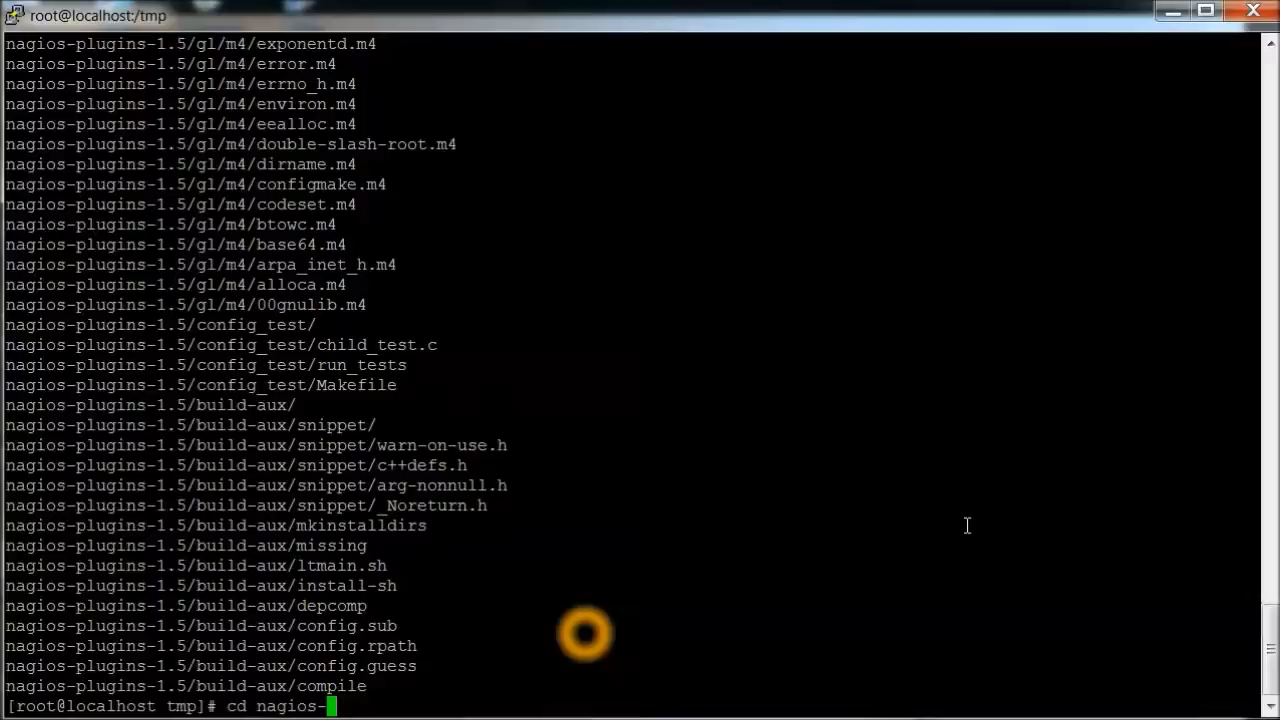 root@localhost:/tmp
nagios-plugins-1.5/gl/m4/exponentd.m4
nagios-plugins-1.5/gl/m4/error.m4
nagios-plugins-1.5/gl/m4/errno_h.m4
nagios-plugins-1.5/gl/m4/environ.m4
nagios-plugins-1.5/gl/m4/eealloc.m4
nagios-plugins-1.5/gl/m4/double-slash-root.m4
nagios-plugins-1.5/gl/m4/dirname.m4
nagios-plugins-1.5/gl/m4/configmake.m4
nagios-plugins-1.5/gl/m4/codeset.m4
nagios-plugins-1.5/gl/m4/btowc.m4
nagios-plugins-1.5/gl/m4/base64.m4
nagios-plugins-1.5/gl/m4/arpa_inet_h.m4
nagios-plugins-1.5/gl/m4/alloca.m4
nagios-plugins-1.5/gl/m4/00gnulib.m4
nagios-plugins-1.5/config_test/
nagios-plugins-1.5/config_test/child_test.c
nagios-plugins-1.5/config_test/run_tests
nagios-plugins-1.5/config_test/Makefile
nagios-plugins-1.5/build-aux/
nagios-plugins-1.5/build-aux/snippet/
nagios-plugins-1.5/build-aux/snippet/warn-on-use.h
nagios-plugins-1.5/build-aux/snippet/c++defs.h
nagios-plugins-1.5/build-aux/snippet/arg-nonnull.h
nagios-plugins-1.5/build-aux/snippet/_Noreturn.h
nagios-plugins-1.5/build-aux/mkinstalldirs
nagios-plugins-1.5/build-aux/missing
nagios-plugins-1.5/build-aux/ltmain.sh
nagios-plugins-1.5/build-aux/install-sh
nagios-plugins-1.5/build-aux/depcomp
nagios-plugins-1.5/build-aux/config.sub
nagios-plugins-1.5/build-aux/config.rpath
nagios-plugins-1.5/build-aux/config.guess
nagios-plugins-1.5/build-aux/compile
[root@localhost tmp]# cd nagios-